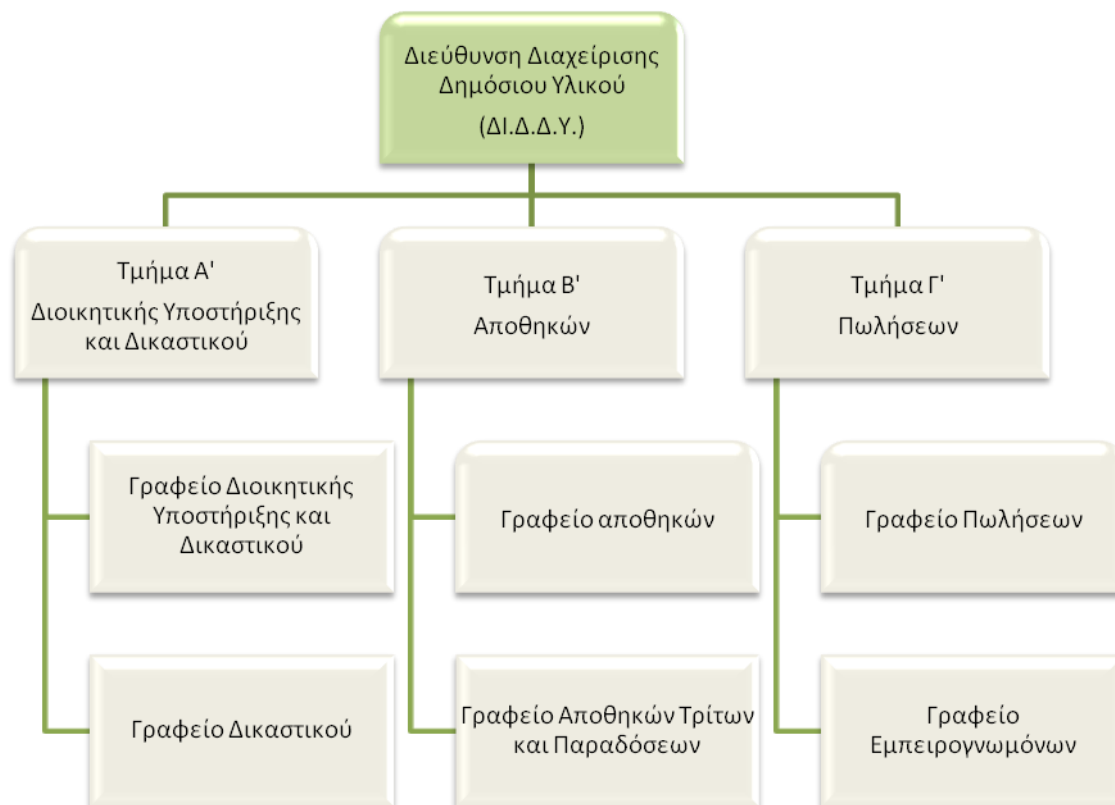 Διεύθυνση Διαχείρισης
Δημόσιου Υλικού
(ΔΙ.Δ.Δ.Υ.)
Τμήμα Α'
Διοικητικής Υποστήριξης
και Δικαστικού
Τμήμα Β'
Αποθηκών
Τμήμα Γ'
Πωλήσεων
Γραφείο Διοικητικής
Υποστήριξης και
Δικαστικού
Γραφείο αποθηκών
Γραφείο Πωλήσεων
Γραφείο Δικαστικού
Γραφείο Αποθηκών Τρίτων
και Παραδόσεων
Γραφείο
Εμπειρογνωμόνων